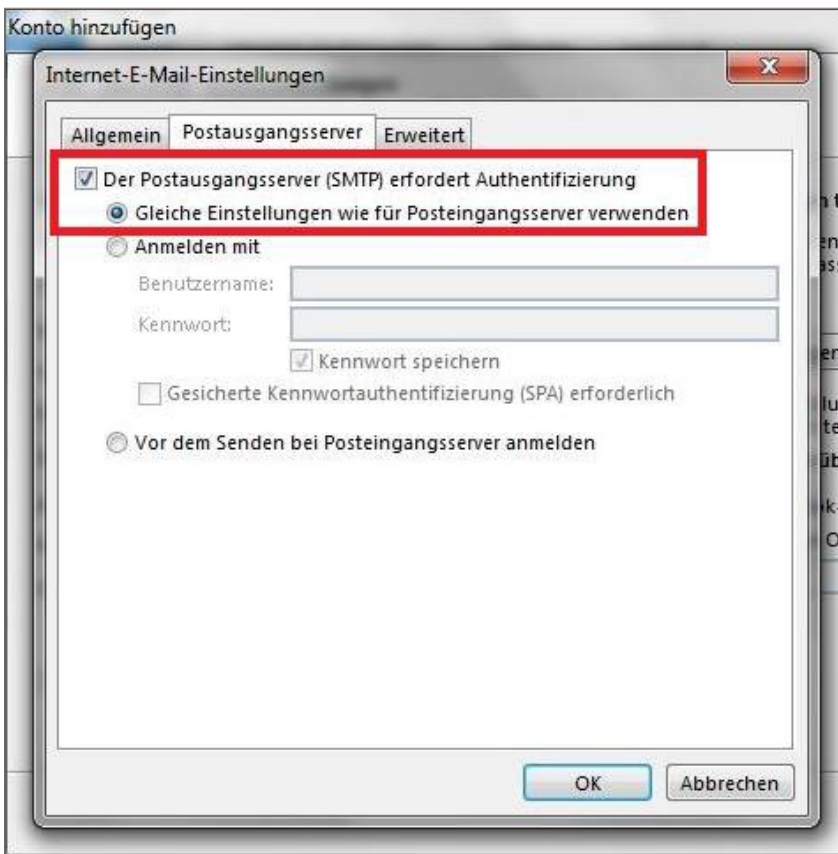 Konto hinzufügen
Internet-E-Mail-Einstellungen
Allgemein Postausgangsserver Erweitert
Der Postausgangsserver (SMTP) erfordert Authentifizierung
Gleiche Einstellungen wie für Posteingangsserver verwenden
Anmelden mit
Benutzername:
Kennwort:
Kennwort speichern
Gesicherte Kennwortauthentifizierung (SPA) erforderlich
Vor dem Senden bei Posteingangsserver anmelden
OK Abbrechen